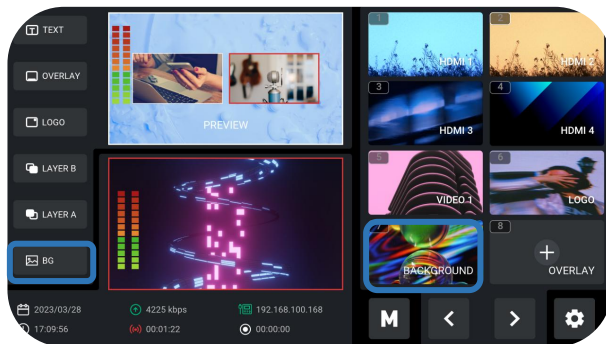 TEXT
OVERLAY
LOGO
LAYER B
LAYER A
BG
PREVIEW
1
HDMI 1
2
HDMI 2
3
HDMI 3
4
HDMI 4
5
VIDEO 1
6
LOGO
7
BACKGROUND
8
OVERLAY
2023/03/28
4225 kbps
192.168.100.168
17:09:56
00:01:22
00:00:00
M